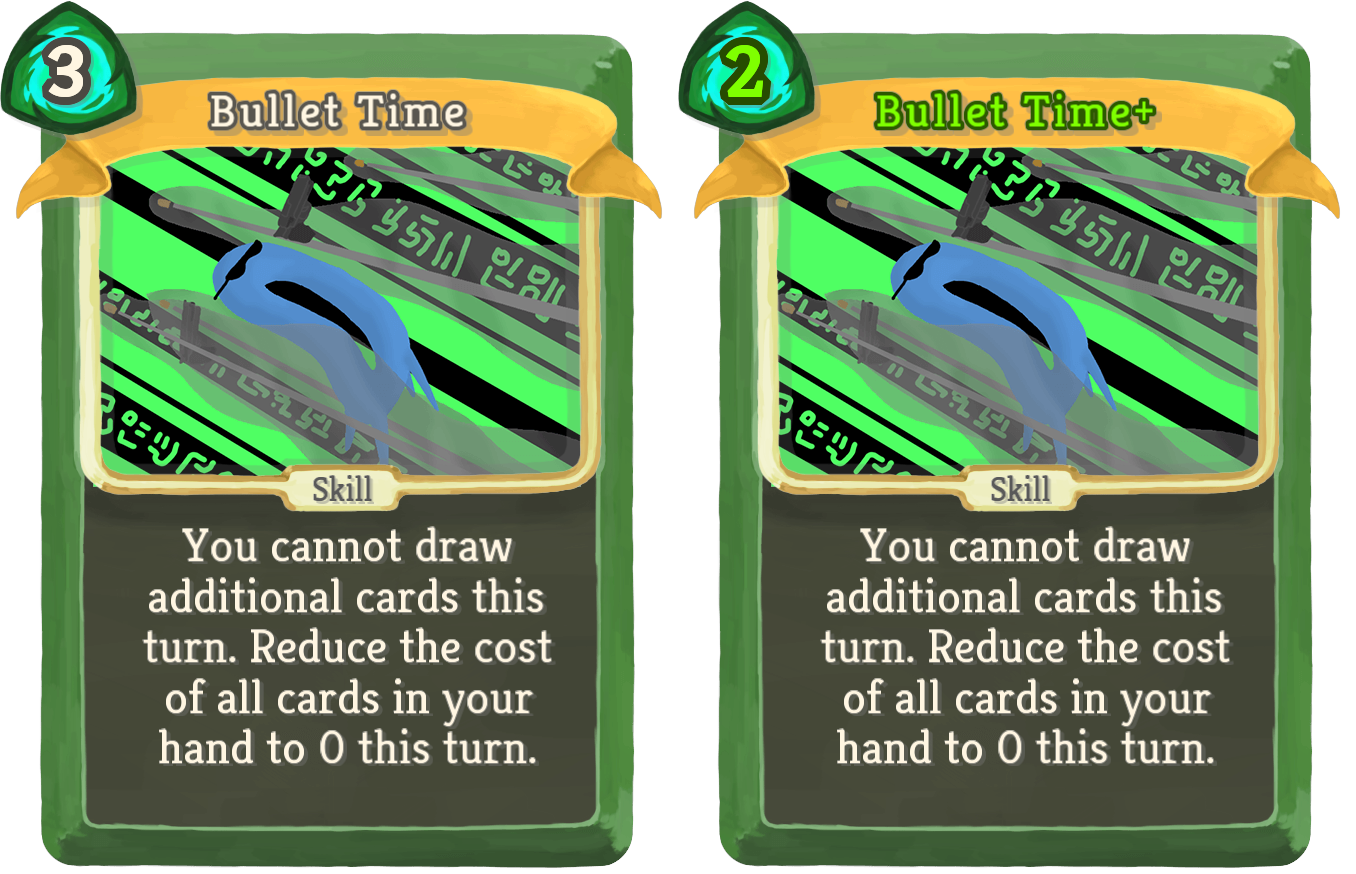 3
Bullet Time
Skill
You cannot draw
additional cards this
turn. Reduce the cost
of all cards in your
hand to 0 this turn.
2
Bullet Time+
Skill
You cannot draw
additional cards this
turn. Reduce the cost
of all cards in your
hand to 0 this turn.